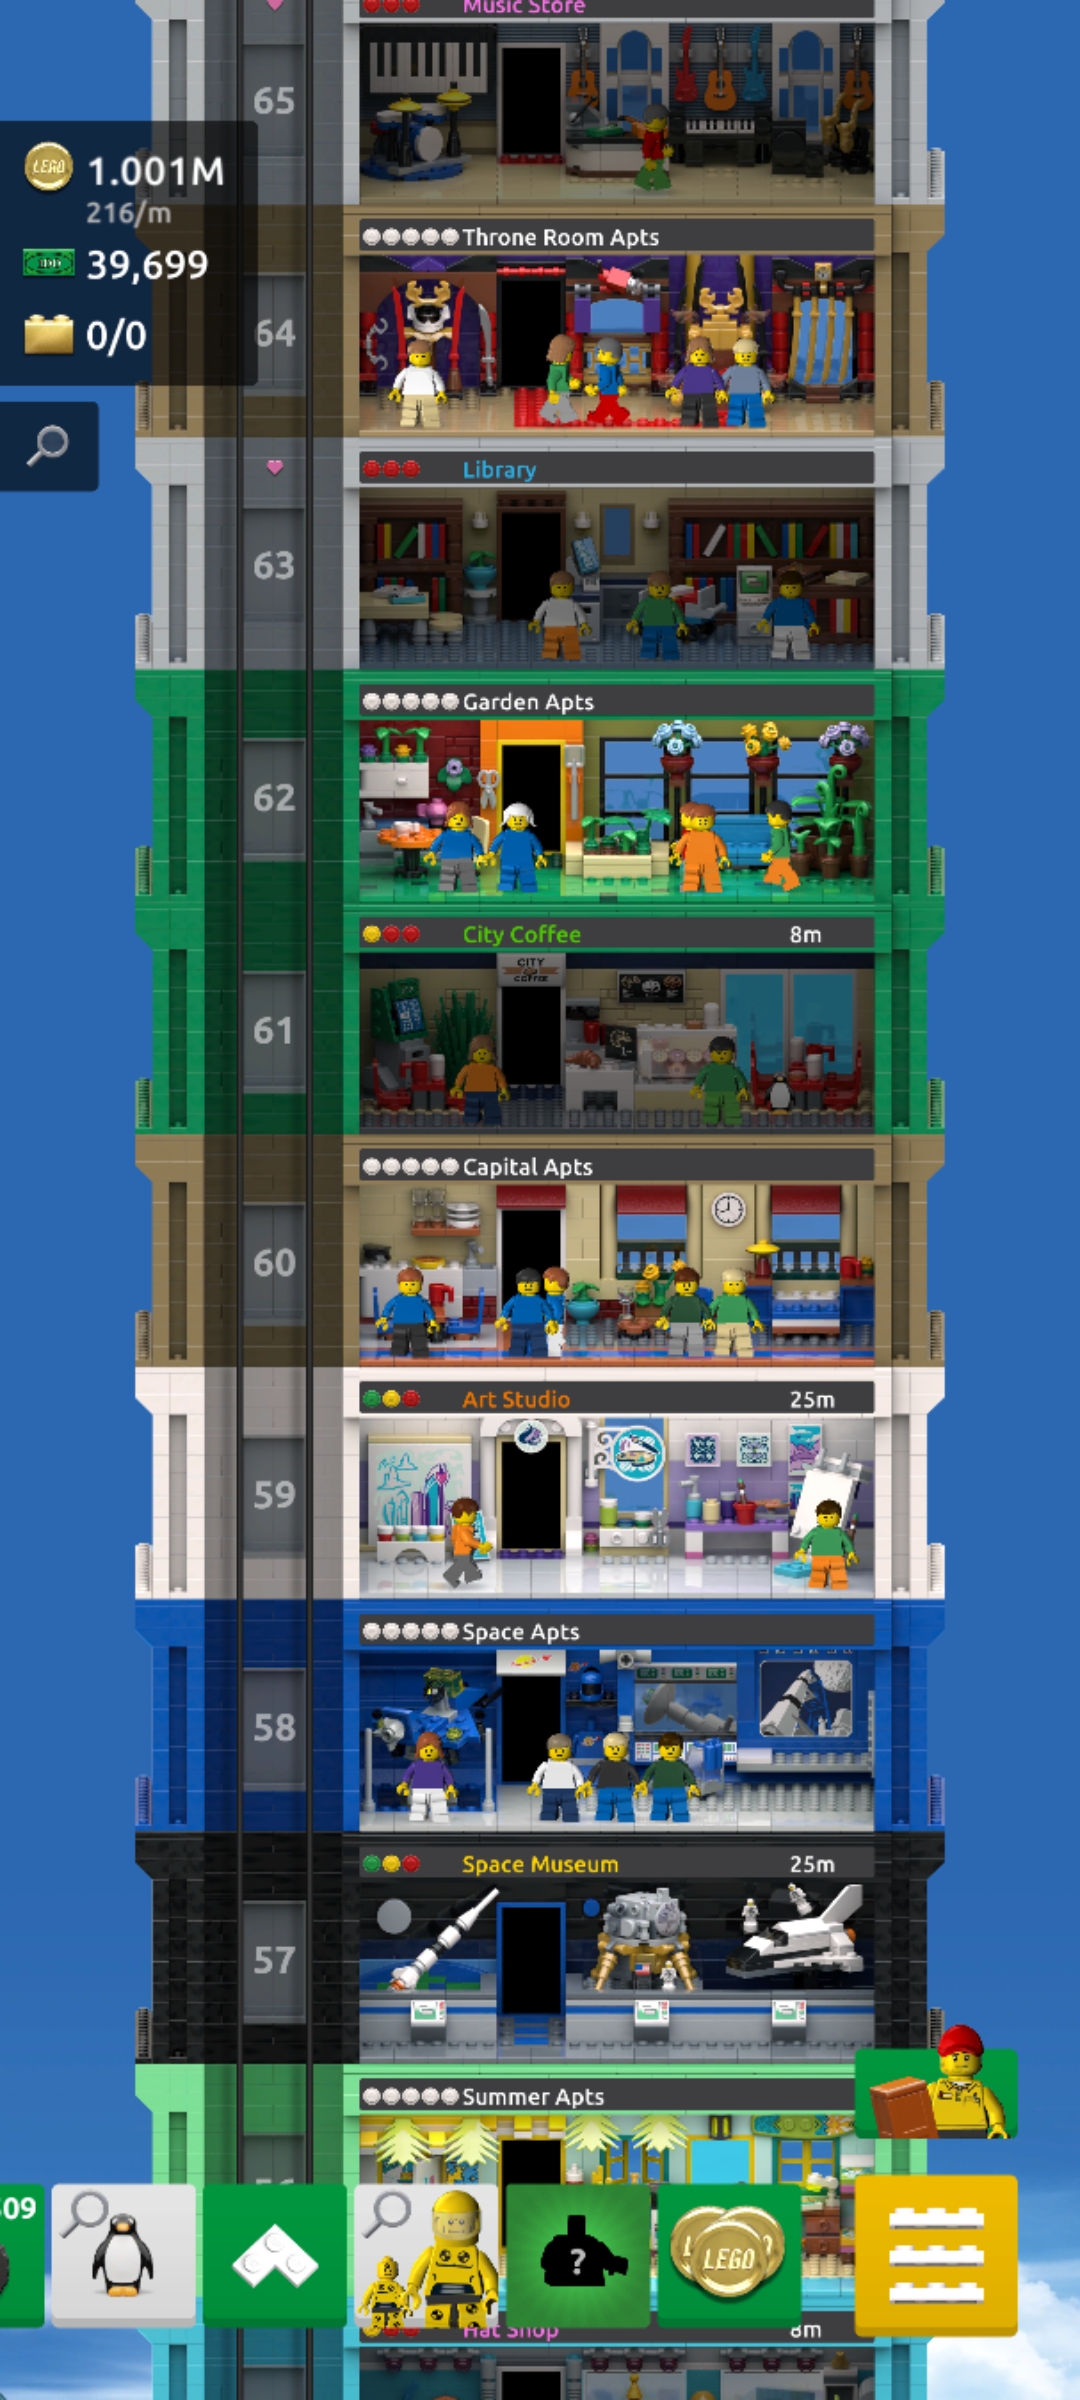 Music Store
65
LEGO
1.001M
216/m
39,699
0/0
Throne Room Apts
64
Library
63
Garden Apts
62
City Coffee 8m
CITY
COFFEE
61
Capital Apts
60
Art Studio 25m
59
Space Apts
58
Space Museum 25m
57
Summer Apts
?
LEGO
Hat Shop 8m